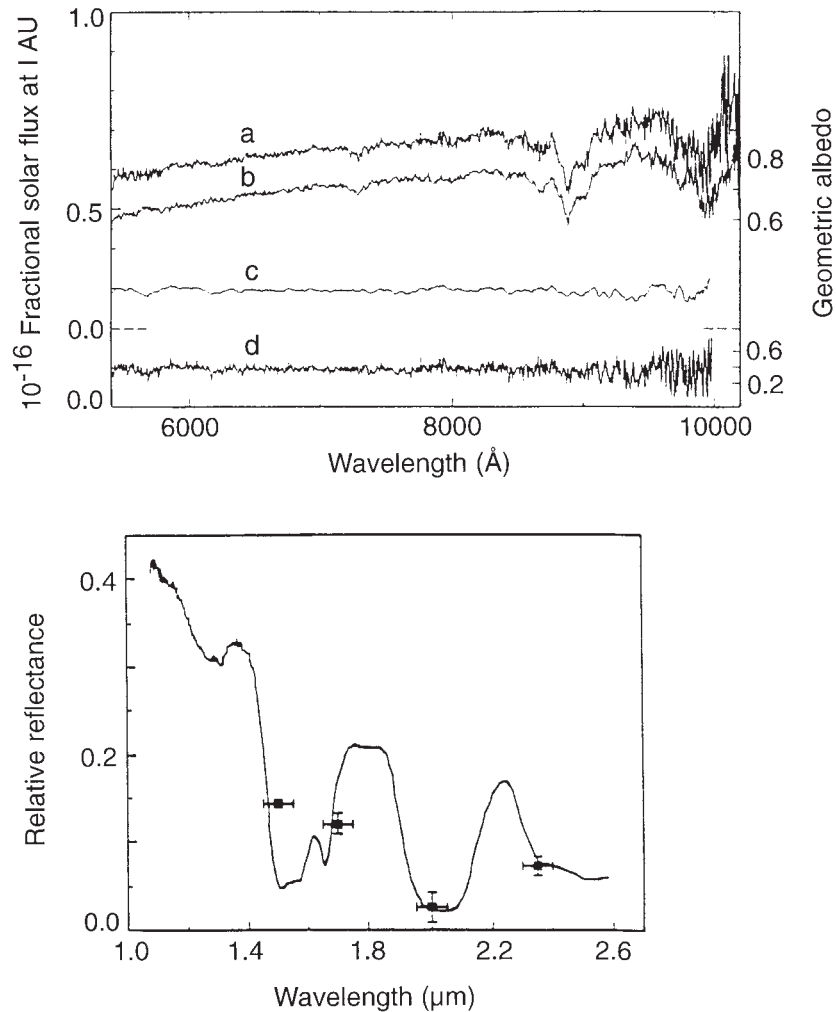 1.0
0.5
0.0
0.0
10-16 Fractional solar flux at I AU
a
b
c
d
0.8
0.6
0.6
0.2
Geometric albedo
6000
8000
10000
Wavelength (Å)
0.4
0.2
0.0
Relative reflectance
1.0
1.4
1.8
2.2
2.6
Wavelength (μm)